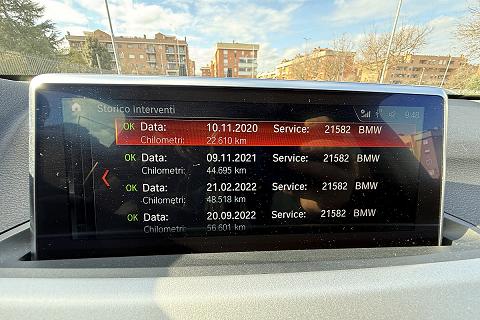 Storico interventi
9:48
OK Data: 10.11.2020 Service: 21582 BMW
Chilometri: 22.610 km
OK Data: 09.11.2021 Service: 21582 BMW
Chilometri: 44.695 km
OK Data: 21.02.2022 Service: 21582 BMW
Chilometri: 48.518 km
OK Data: 20.09.2022 Service: 21582 BMW
Chilometri: 56.601 km